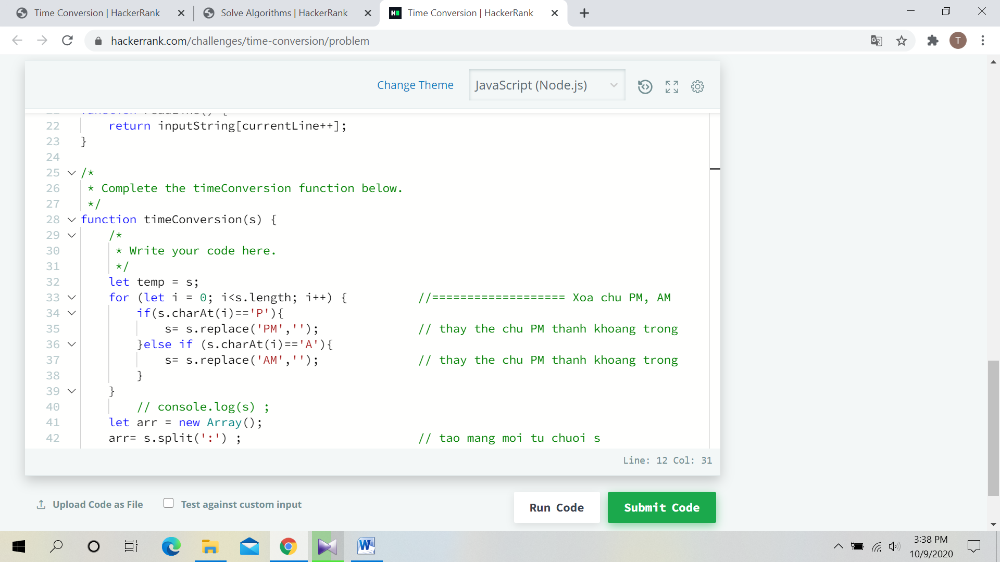 Time Conversion | HackerRank
Solve Algorithms | HackerRank
Time Conversion | HackerRank
hackerrank.com/challenges/time-conversion/problem
T
Change Theme
JavaScript (Node.js)
22 return inputString[currentLine++];
23 }
24
25 /*
26 * Complete the timeConversion function below.
27 */
28 function timeConversion(s) {
29 /*
30 * Write your code here.
31 */
32 let temp = s;
33 for (let i = 0; i<s.length; i++) { //=================== Xoa chu PM, AM
34 if(s.charAt(i)=='P'){
35 s= s.replace('PM',''); // thay the chu PM thanh khoang trong
36 }else if (s.charAt(i)=='A'){
37 s= s.replace('AM',''); // thay the chu PM thanh khoang trong
38 }
39 }
40 // console.log(s) ;
41 let arr = new Array();
42 arr= s.split(':') ; // tao mang moi tu chuoi s
Line: 12 Col: 31
Upload Code as File
Test against custom input
Run Code
Submit Code
3:38 PM
10/9/2020